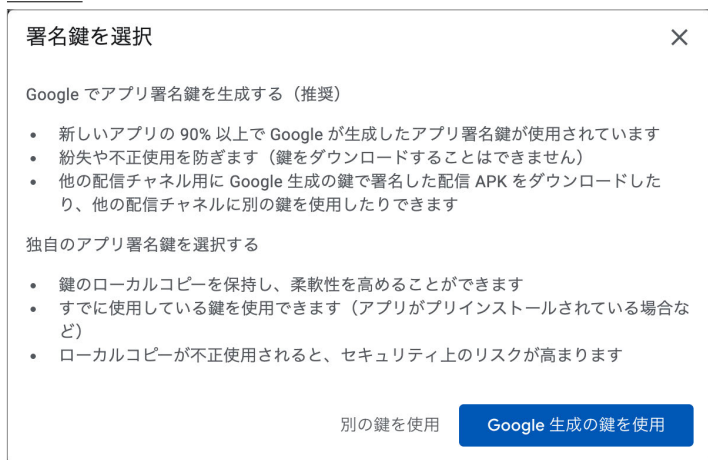 署名鍵を選択
Google でアプリ署名鍵を生成する（推奨）
• 新しいアプリの 90% 以上で Google が生成したアプリ署名鍵が使用されています
• 紛失や不正使用を防ぎます（鍵をダウンロードすることはできません）
• 他の配信チャネル用に Google 生成の鍵で署名した配信 APK をダウンロードした
り、他の配信チャネルに別の鍵を使用したりできます
独自のアプリ署名鍵を選択する
• 鍵のローカルコピーを保持し、柔軟性を高めることができます
• すでに使用している鍵を使用できます（アプリがプリインストールされている場合な
ど）
• ローカルコピーが不正使用されると、セキュリティ上のリスクが高まります
別の鍵を使用
Google 生成の鍵を使用